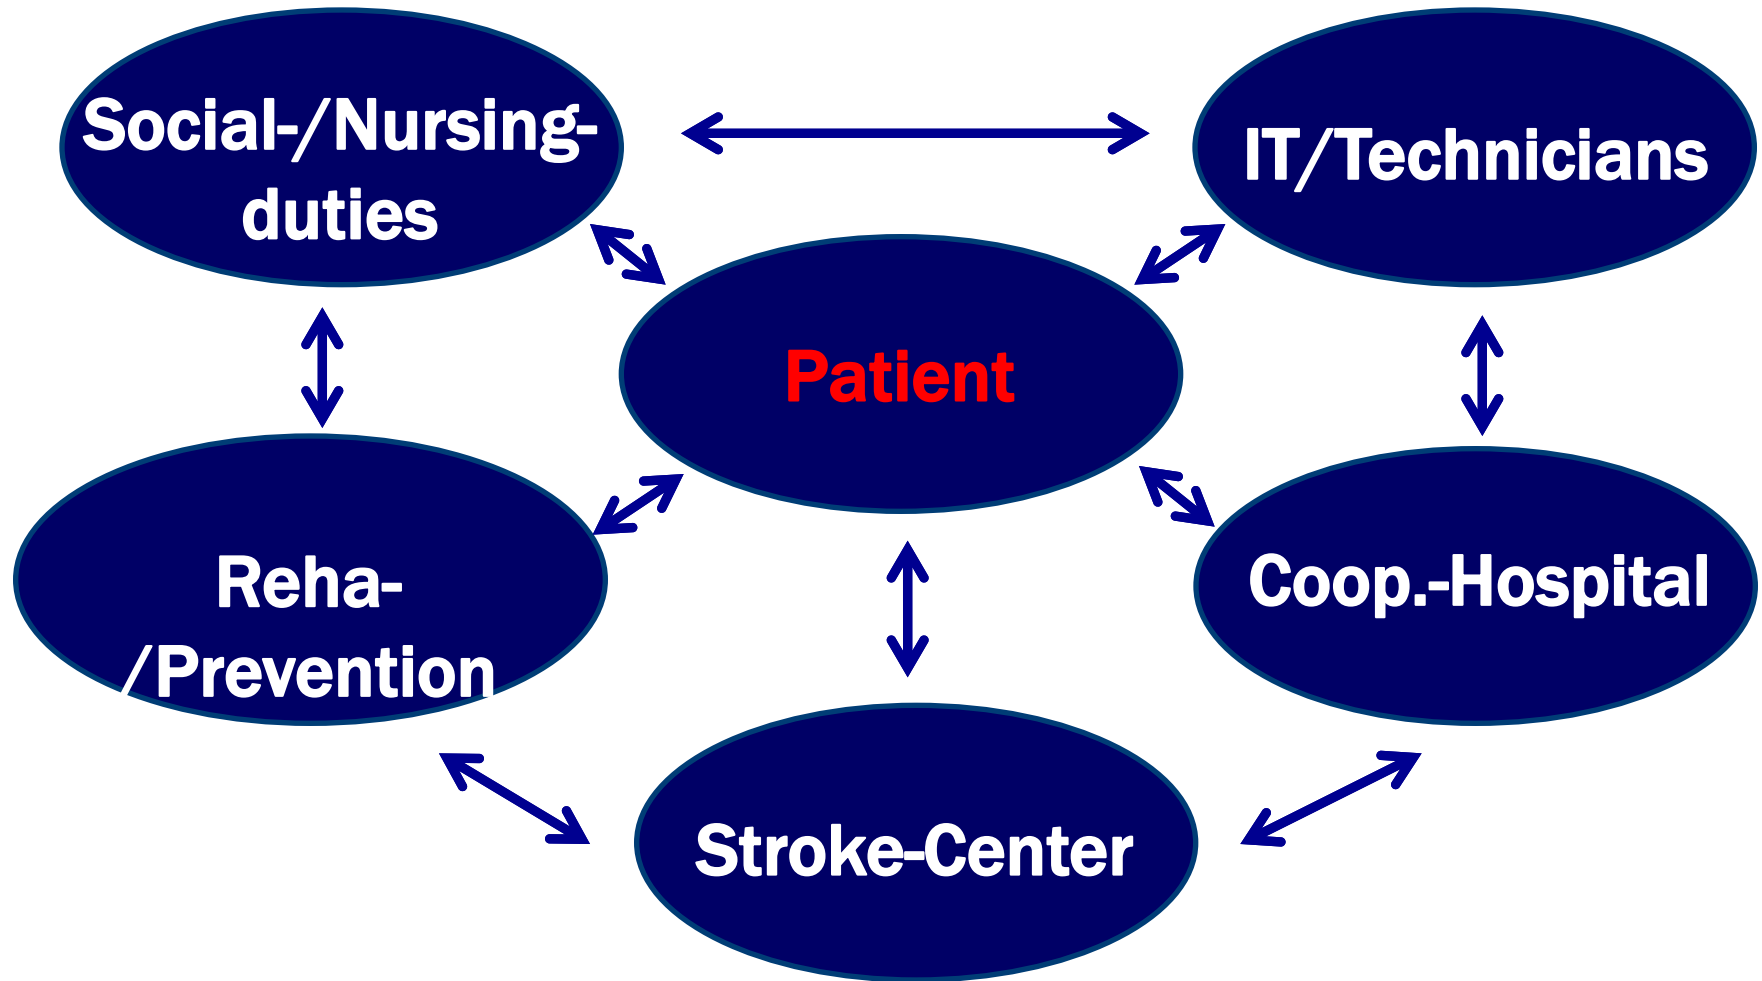 Social-/Nursing-
duties
IT/Technicians
Patient
Reha-
/Prevention
Coop.-Hospital
Stroke-Center